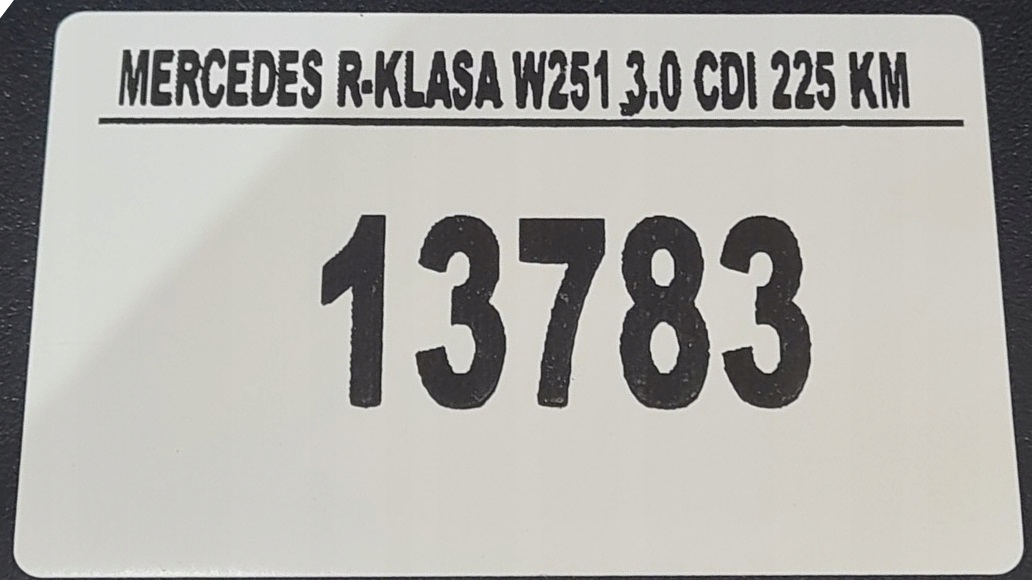 MERCEDES R-KLASA W251 3.0 CDI 225 KM
13783